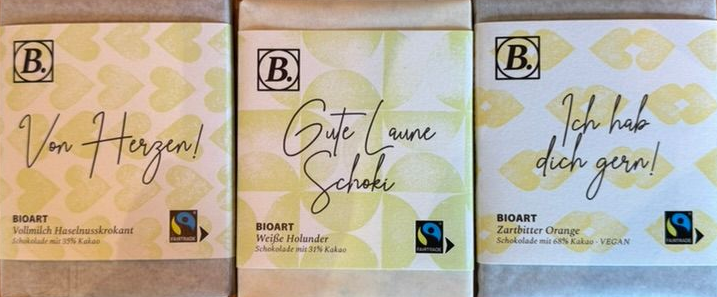 B.
Von Herzen!
BIOART
Vollmilch Haselnusskrokant
Schokolade mit 35% Kakao
FAIRTRADE
B.
Gute Laune
Schoki
BIOART
Weiße Holunder
Schokolade mit 31% Kakao
FAIRTRADE
B.
Ich hab
dich gern!
BIOART
Zartbitter Orange
Schokolade mit 68% Kakao - VEGAN
FAIRTRADE